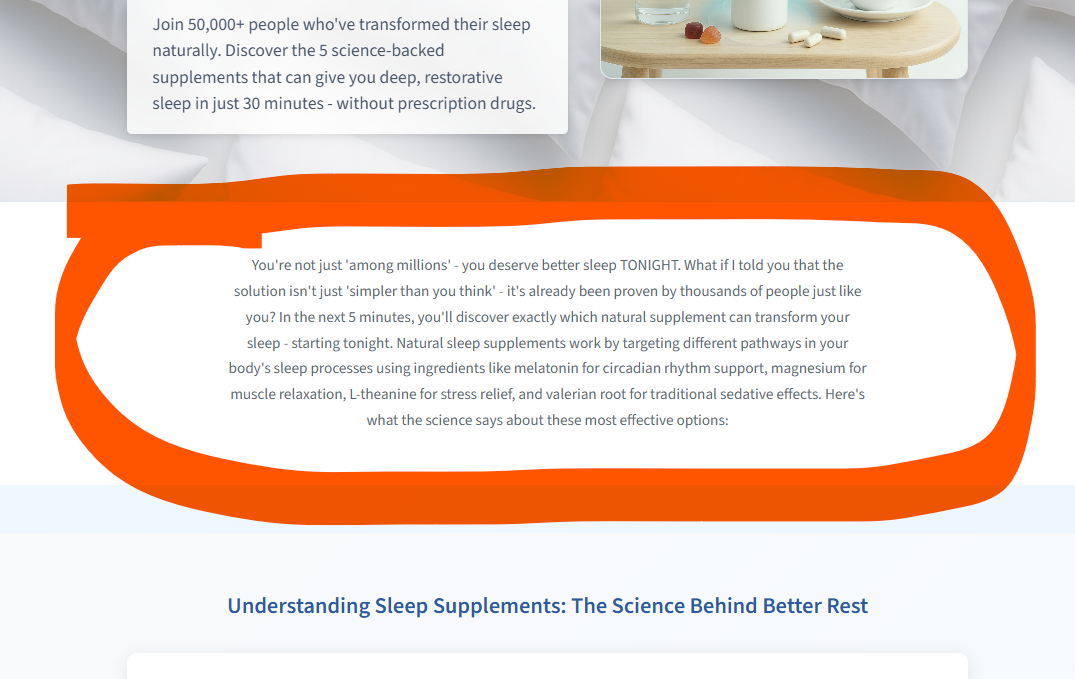 Join 50,000+ people who've transformed their sleep
naturally. Discover the 5 science-backed
supplements that can give you deep, restorative
sleep in just 30 minutes - without prescription drugs.
You're not just 'among millions' - you deserve better sleep TONIGHT. What if I told you that the
solution isn't just 'simpler than you think' - it's already been proven by thousands of people just like
you? In the next 5 minutes, you'll discover exactly which natural supplement can transform your
sleep - starting tonight. Natural sleep supplements work by targeting different pathways in your
body's sleep processes using ingredients like melatonin for circadian rhythm support, magnesium for
muscle relaxation, L-theanine for stress relief, and valerian root for traditional sedative effects. Here's
what the science says about these most effective options:
Understanding Sleep Supplements: The Science Behind Better Rest